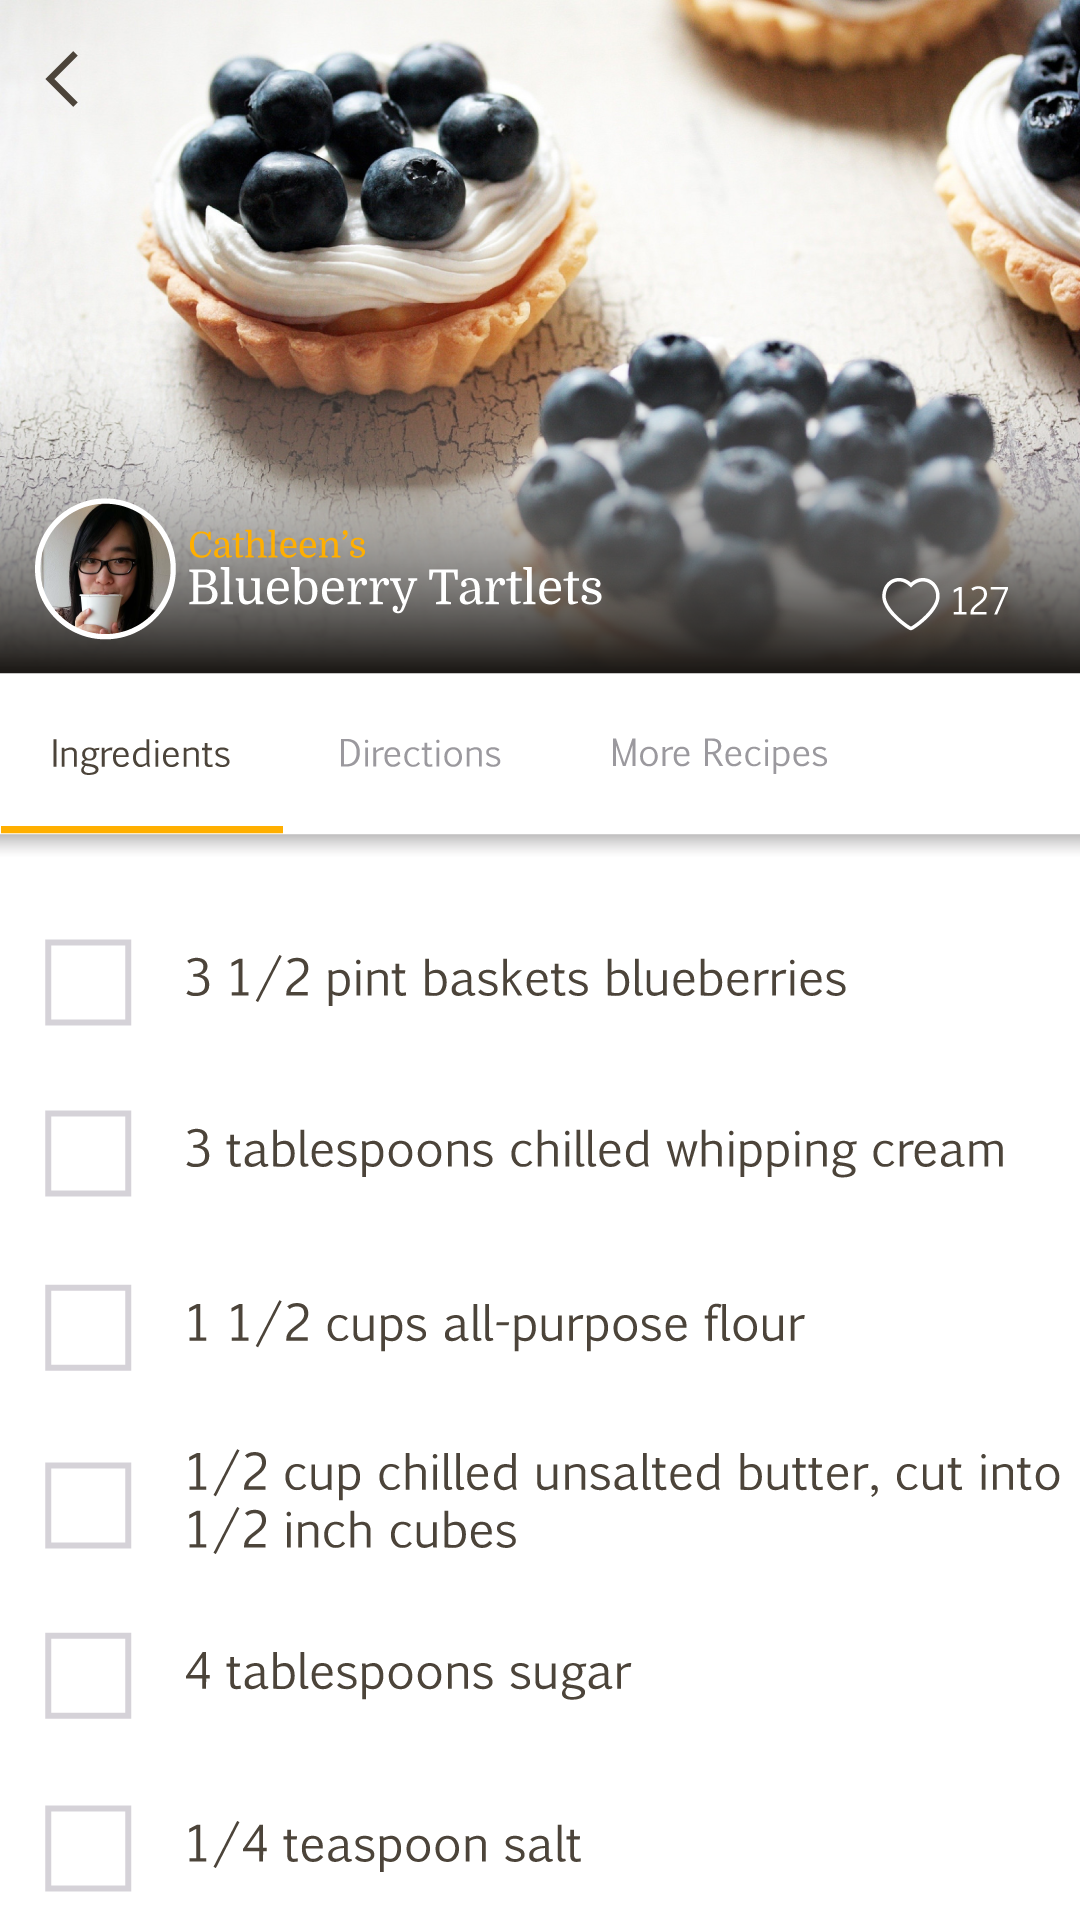 Cathleen’s
Blueberry Tartlets
127
Ingredients Directions More Recipes
3 1/2 pint baskets blueberries
3 tablespoons chilled whipping cream
1 1/2 cups all-purpose flour
1/2 cup chilled unsalted butter, cut into
1/2 inch cubes
4 tablespoons sugar
1/4 teaspoon salt